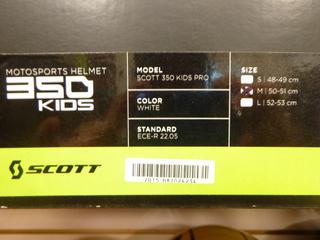 MOTOSPORTS HELMET
350
KIDS
MODEL
SCOTT 350 KIDS PRO
COLOR
WHITE
STANDARD
ECE-R 22.05
SIZE
S | 48-49 cm
M | 50-51 cm
L | 52-53 cm
SCOTT